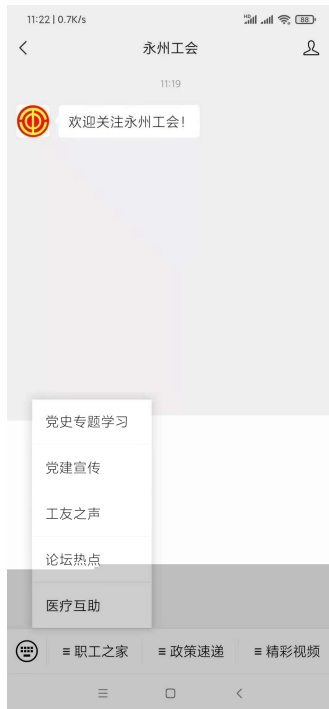 11:22 | 0.7K/s HD 88
永州工会
11:19
欢迎关注永州工会!
党史专题学习
党建宣传
工友之声
论坛热点
医疗互助
职工之家 政策速递 精彩视频